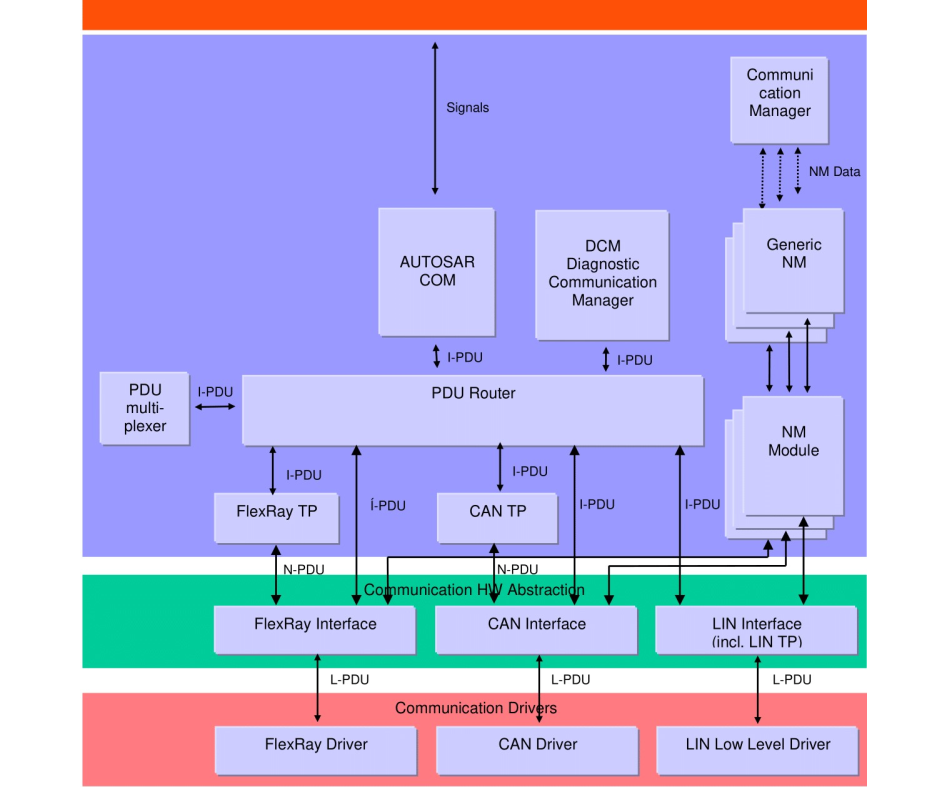 Signals
Communi
cation
Manager
NM Data
AUTOSAR
COM
DCM
Diagnostic
Communication
Manager
Generic
NM
I-PDU
I-PDU
PDU
multi-
plexer
I-PDU
PDU Router
NM
Module
I-PDU
Í-PDU
I-PDU
I-PDU
I-PDU
FlexRay TP
CAN TP
N-PDU
N-PDU
Communication HW Abstraction
FlexRay Interface
CAN Interface
LIN Interface
(incl. LIN TP)
L-PDU
L-PDU
L-PDU
Communication Drivers
FlexRay Driver
CAN Driver
LIN Low Level Driver